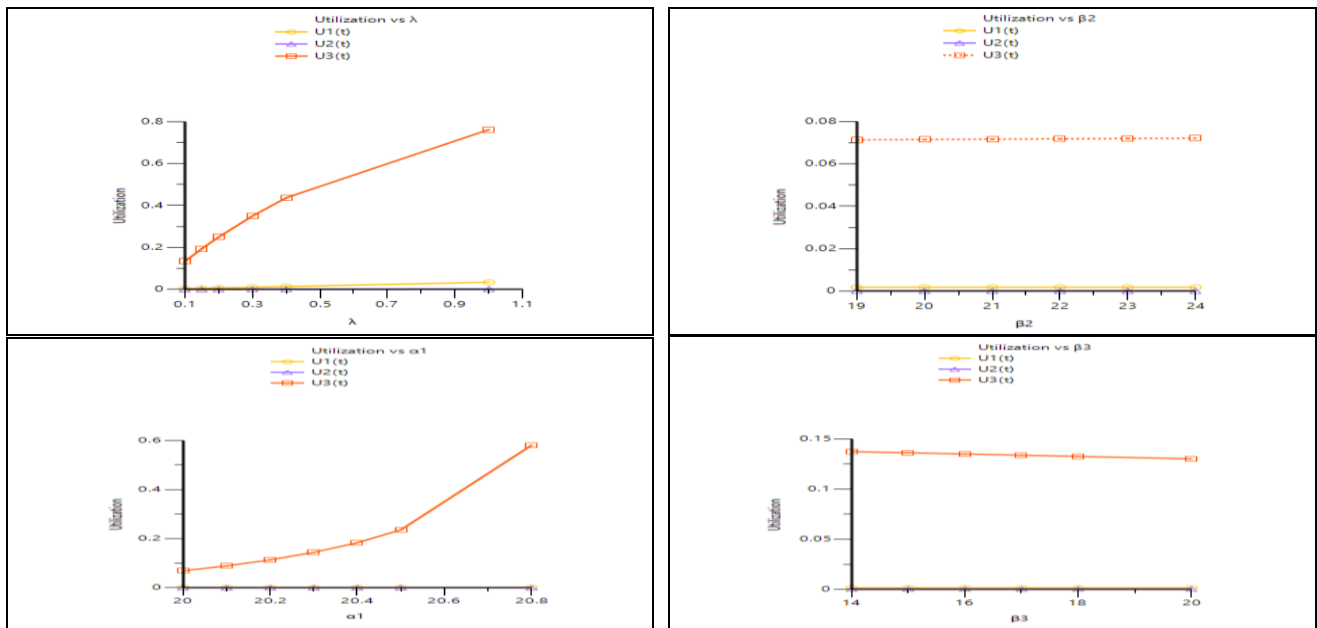 Utilization vs λ
U1(t)
U2(t)
U3(t)
0.8
0.6
0.4
0.2
0
Utilization
0.1 0.3 0.5 0.7 0.9 1.1
λ
Utilization vs β2
U1(t)
U2(t)
U3(t)
0.08
0.06
0.04
0.02
0
Utilization
19 20 21 22 23 24
β2
Utilization vs α1
U1(t)
U2(t)
U3(t)
0.6
0.4
0.2
0
Utilization
20 20.2 20.4 20.6 20.8
α1
Utilization vs β3
U1(t)
U2(t)
U3(t)
0.15
0.1
0.05
0
Utilization
14 16 18 20
β3